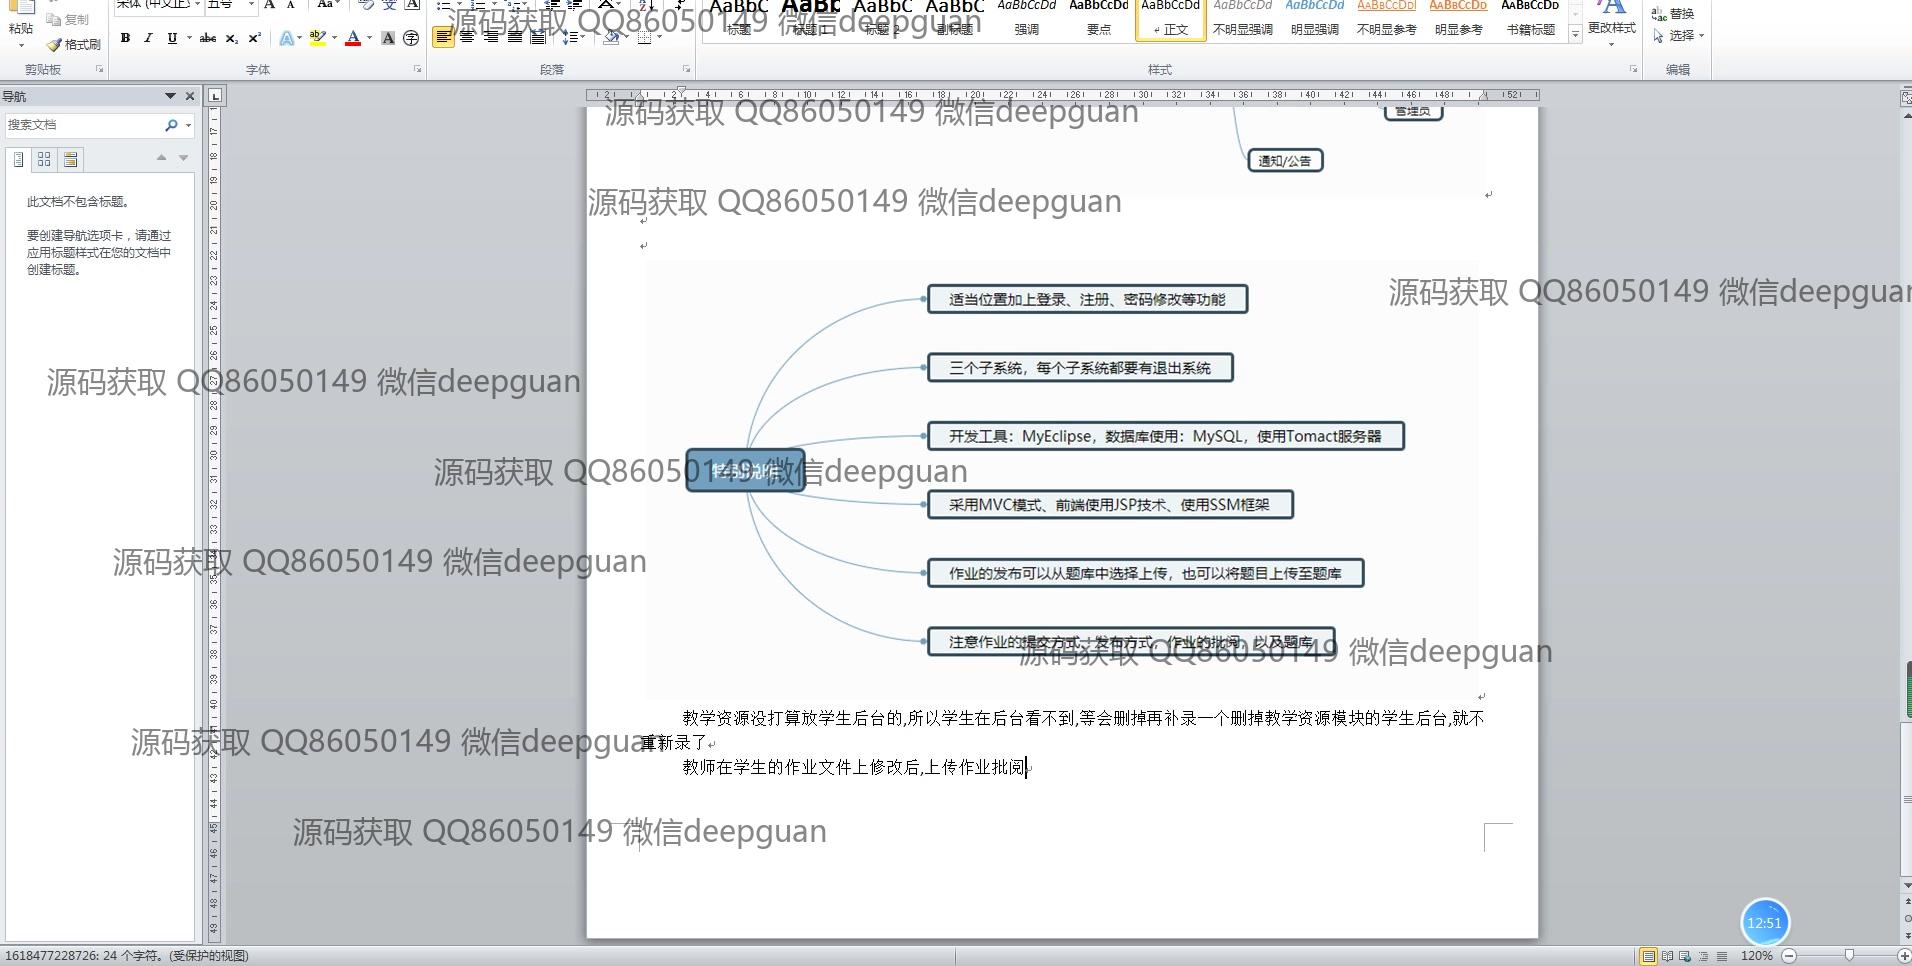 宋体 (中文正
五号
粘贴
复制
格式刷
剪贴板
B I U abc x₂ x² A ab A A 字
字体
段落
AaBbC AaBb AaBbC AaBbC AaBbCcDd AaBbCcDd AaBbCcDd AaBbCcDd AaBbCcDd AaBbCcDd AaBbCcDd AaBbCcDd
标题 标题 1 标题 2 副标题 强调 要点 正文 不明显强调 明显强调 不明显参考 明显参考 书籍标题
更改样式
样式
替换
选择
编辑
源码获取 QQ86050149 微信deepguan
导航
搜索文档
此文档不包含标题。
要创建导航选项卡，请通过
应用标题样式在您的文档中
创建标题。
源码获取 QQ86050149 微信deepguan
管理员
通知/公告
源码获取 QQ86050149 微信deepguan
源码获取 QQ86050149 微信deepguan
适当位置加上登录、注册、密码修改等功能
三个子系统，每个子系统都要有退出系统
源码获取 QQ86050149 微信deepguan
开发工具：MyEclipse，数据库使用：MySQL，使用Tomact服务器
特别说明
源码获取 QQ86050149 微信deepguan
采用MVC模式、前端使用JSP技术、使用SSM框架
源码获取 QQ86050149 微信deepguan
作业的发布可以从题库中选择上传，也可以将题目上传至题库
注意作业的提交方式、发布方式，作业的批阅，以及题库
源码获取 QQ86050149 微信deepguan
教学资源没打算放学生后台的,所以学生在后台看不到,等会删掉再补录一个删掉教学资源模块的学生后台,就不
重新录了
源码获取 QQ86050149 微信deepguan
教师在学生的作业文件上修改后,上传作业批阅
源码获取 QQ86050149 微信deepguan
12:51
1618477228726: 24 个字符。(受保护的视图)
120%